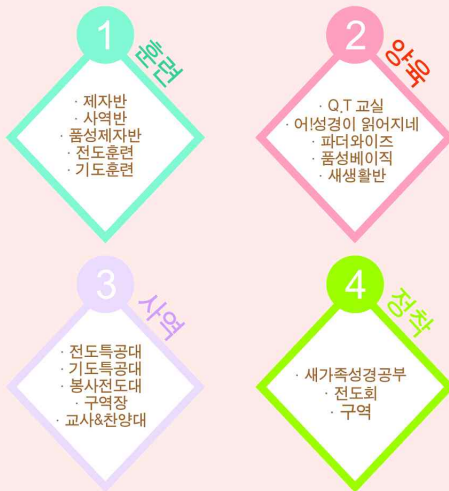 1
훈련
· 제자반
· 사역반
· 품성제자반
· 전도훈련
· 기도훈련
2
양육
· Q.T 교실
· 어!성경이 읽어지네
· 파더와이즈
· 품성베이직
· 새생활반
3
사역
· 전도특공대
· 기도특공대
· 봉사전도대
· 구역장
· 교사&찬양대
4
정착
· 새가족성경공부
· 전도회
· 구역